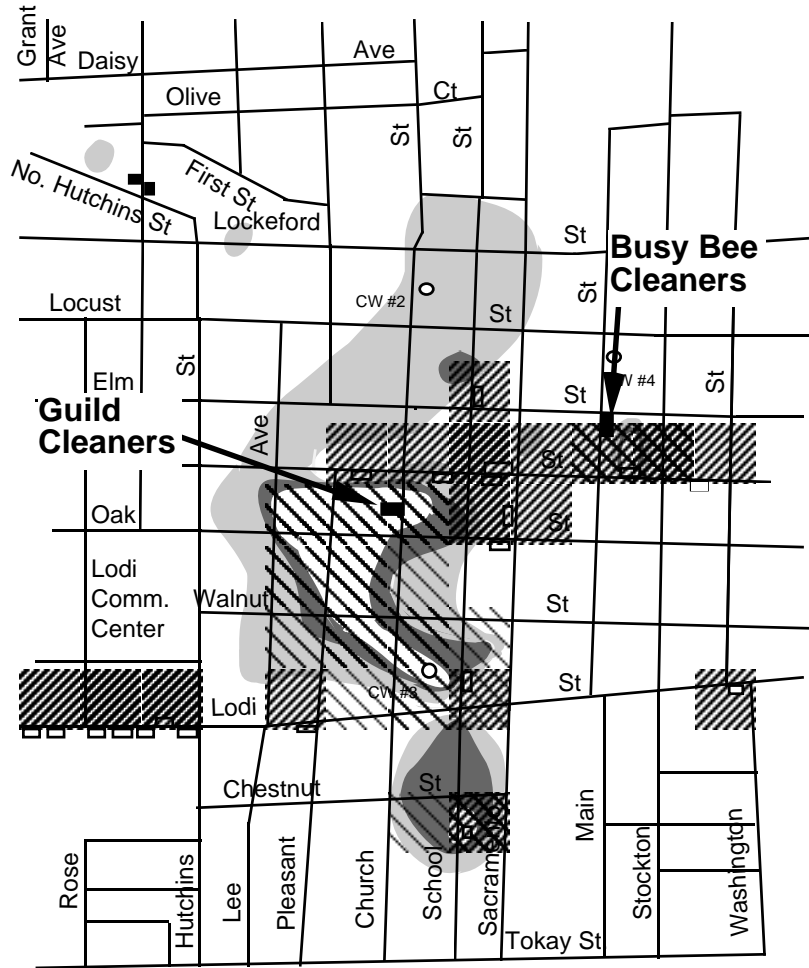 Grant
Ave
Daisy
Ave
Olive
Ct
St
St
First St
No. Hutchins St
Lockeford
St
Busy Bee
Cleaners
St
CW #2
Locust
St
St
W #4
St
Elm
St
Guild
Cleaners
Ave
St
Oak
St
Lodi
Comm.
Center
Walnut
St
CW #3
St
Lodi
Chestnut
St
Rose
Hutchins
Lee
Pleasant
Church
School
Main
Stockton
Washington
Tokay St